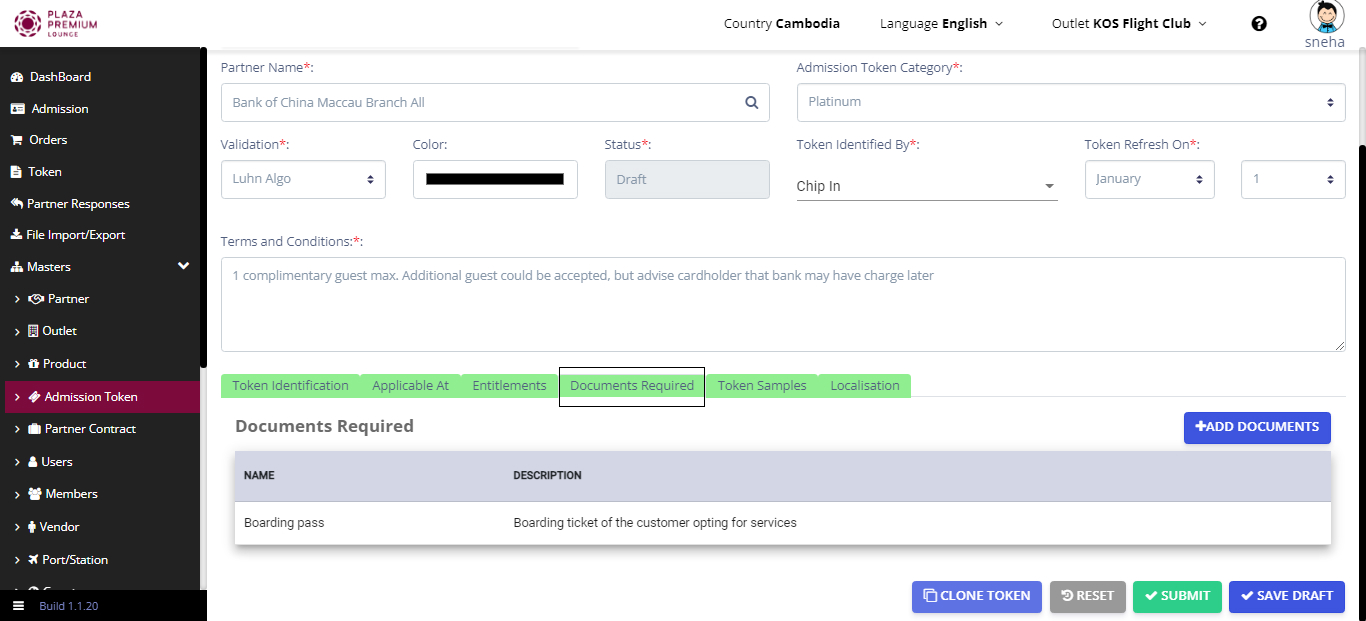 PLAZA
PREMIUM
LOUNGE
Country Cambodia
Language English
Outlet KOS Flight Club
sneha
DashBoard
Admission
Orders
Token
Partner Responses
File Import/Export
Masters
Partner
Outlet
Product
Admission Token
Partner Contract
Users
Members
Vendor
Port/Station
Build 1.1.20
Partner Name*:
Admission Token Category*:
Bank of China Maccau Branch All
Platinum
Validation*:
Color:
Status*:
Token Identified By*:
Token Refresh On*:
Luhn Algo
Draft
Chip In
January
1
Terms and Conditions:*:
1 complimentary guest max. Additional guest could be accepted, but advise cardholder that bank may have charge later
Token Identification
Applicable At
Entitlements
Documents Required
Token Samples
Localisation
Documents Required
+ADD DOCUMENTS
NAME
DESCRIPTION
Boarding pass
Boarding ticket of the customer opting for services
CLONE TOKEN
RESET
SUBMIT
SAVE DRAFT